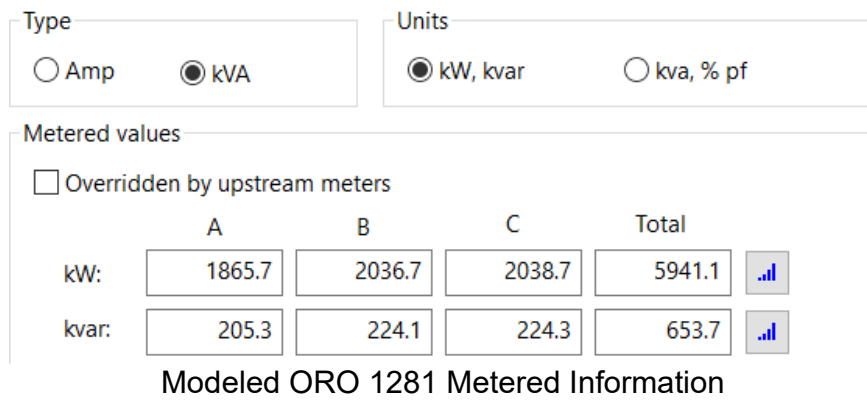 Type Units
Amp kVA kW, kvar kva, % pf
Metered values
Overridden by upstream meters
A B C Total
kW: 1865.7 2036.7 2038.7 5941.1
kvar: 205.3 224.1 224.3 653.7
Modeled ORO 1281 Metered Information